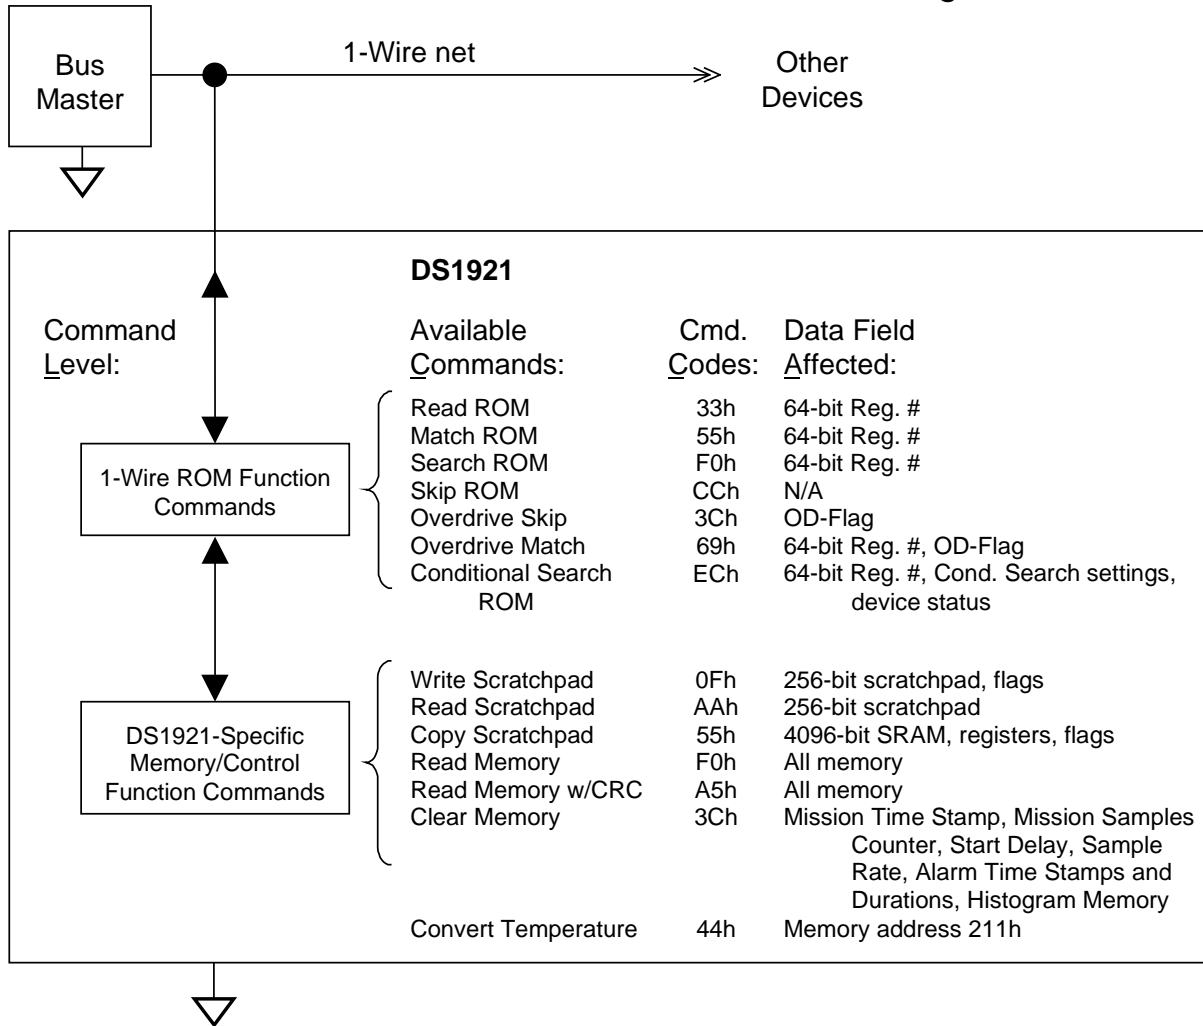 1-Wire net
Bus
Master
Other
Devices
DS1921
Command
Level:
Available
Commands:
Cmd.
Codes:
Data Field
Affected:
1-Wire ROM Function
Commands
Read ROM 33h 64-bit Reg. #
Match ROM 55h 64-bit Reg. #
Search ROM F0h 64-bit Reg. #
Skip ROM CCh N/A
Overdrive Skip 3Ch OD-Flag
Overdrive Match 69h 64-bit Reg. #, OD-Flag
Conditional Search ECh 64-bit Reg. #, Cond. Search settings,
ROM device status
DS1921-Specific
Memory/Control
Function Commands
Write Scratchpad 0Fh 256-bit scratchpad, flags
Read Scratchpad AAh 256-bit scratchpad
Copy Scratchpad 55h 4096-bit SRAM, registers, flags
Read Memory F0h All memory
Read Memory w/CRC A5h All memory
Clear Memory 3Ch Mission Time Stamp, Mission Samples
Counter, Start Delay, Sample
Rate, Alarm Time Stamps and
Durations, Histogram Memory
Convert Temperature 44h Memory address 211h